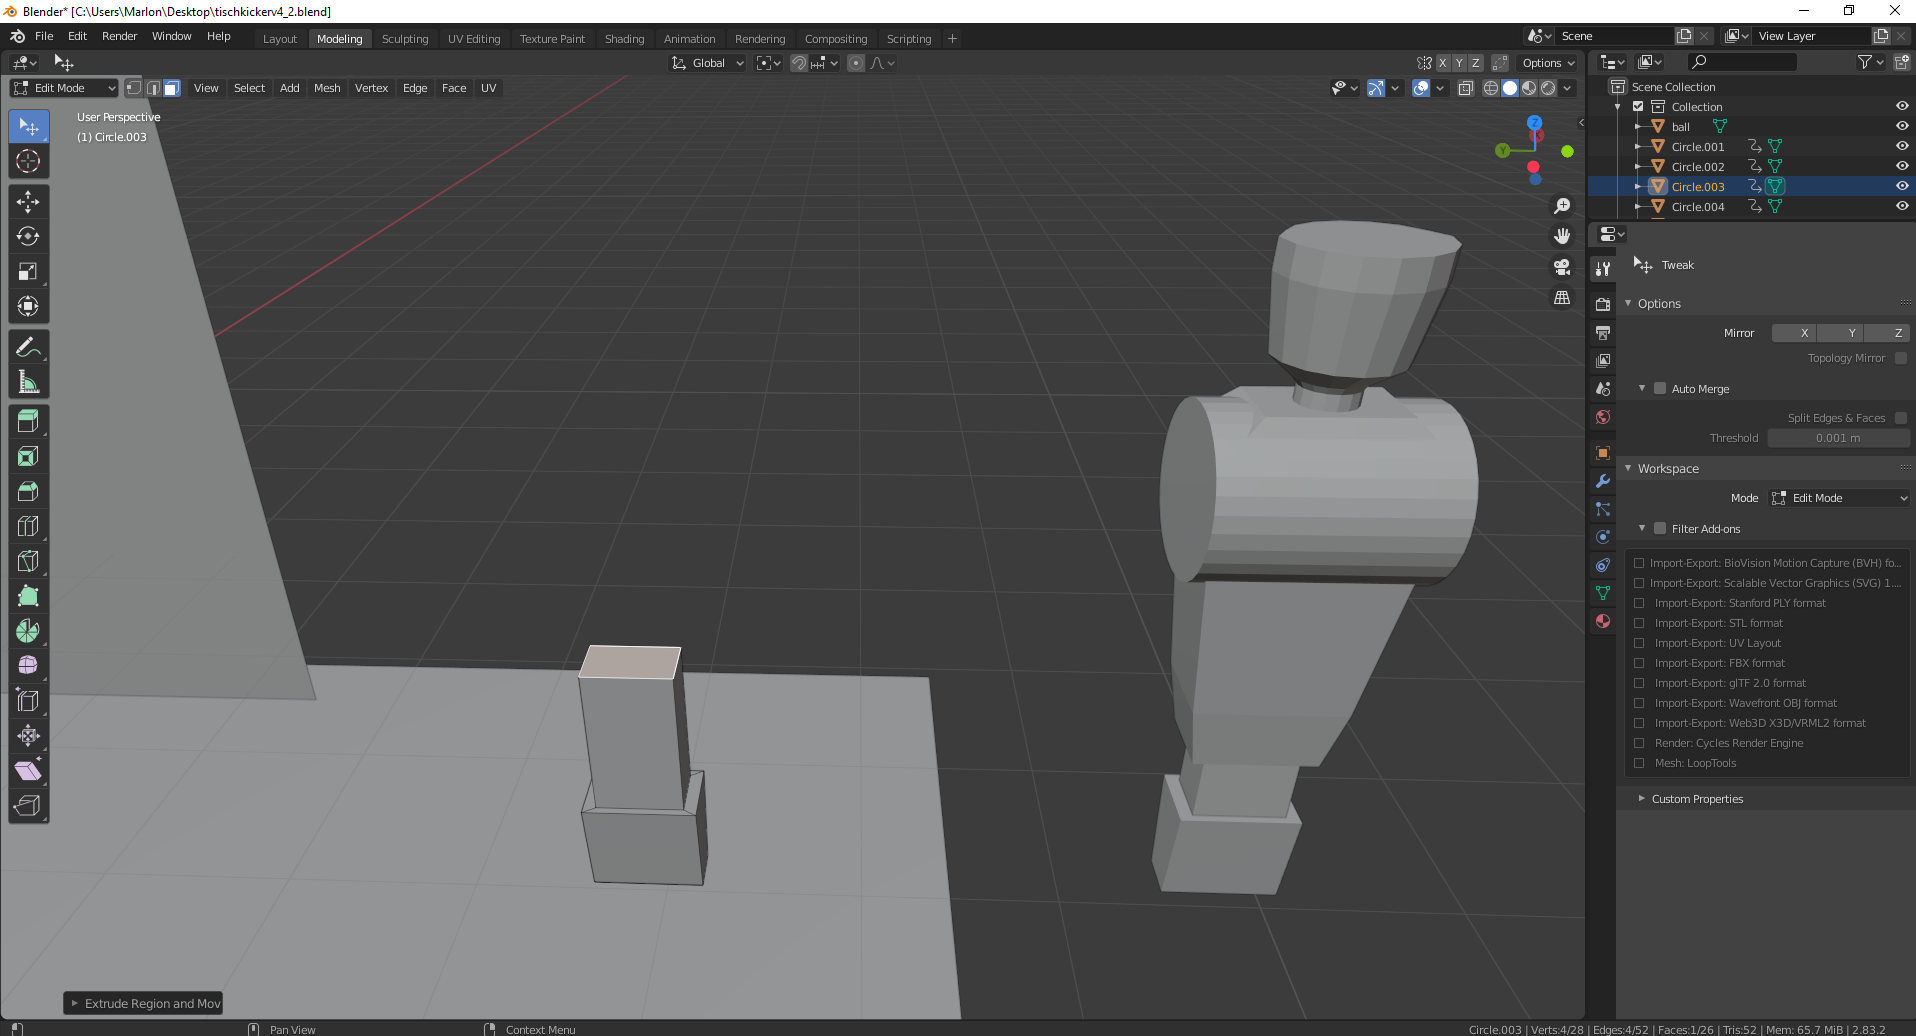 Blender* [C:\Users\Marlon\Desktop\tischkickerv4_2.blend]
File Edit Render Window Help
Layout Modeling Sculpting UV Editing Texture Paint Shading Animation Rendering Compositing Scripting +
Scene
View Layer
Global
X Y Z
Options
Edit Mode
View Select Add Mesh Vertex Edge Face UV
User Perspective
(1) Circle.003
Z
Y
Scene Collection
Collection
ball
Circle.001
Circle.002
Circle.003
Circle.004
Tweak
Options
Mirror X Y Z
Topology Mirror
Auto Merge
Split Edges & Faces
Threshold 0.001 m
Workspace
Mode Edit Mode
Filter Add-ons
Import-Export: BioVision Motion Capture (BVH) fo...
Import-Export: Scalable Vector Graphics (SVG) 1....
Import-Export: Stanford PLY format
Import-Export: STL format
Import-Export: UV Layout
Import-Export: FBX format
Import-Export: glTF 2.0 format
Import-Export: Wavefront OBJ format
Import-Export: Web3D X3D/VRML2 format
Render: Cycles Render Engine
Mesh: LoopTools
Custom Properties
Extrude Region and Mov
Pan View
Context Menu
Circle.003 | Verts:4/28 | Edges:4/52 | Faces:1/26 | Tris:52 | Mem: 65.7 MiB | 2.83.2